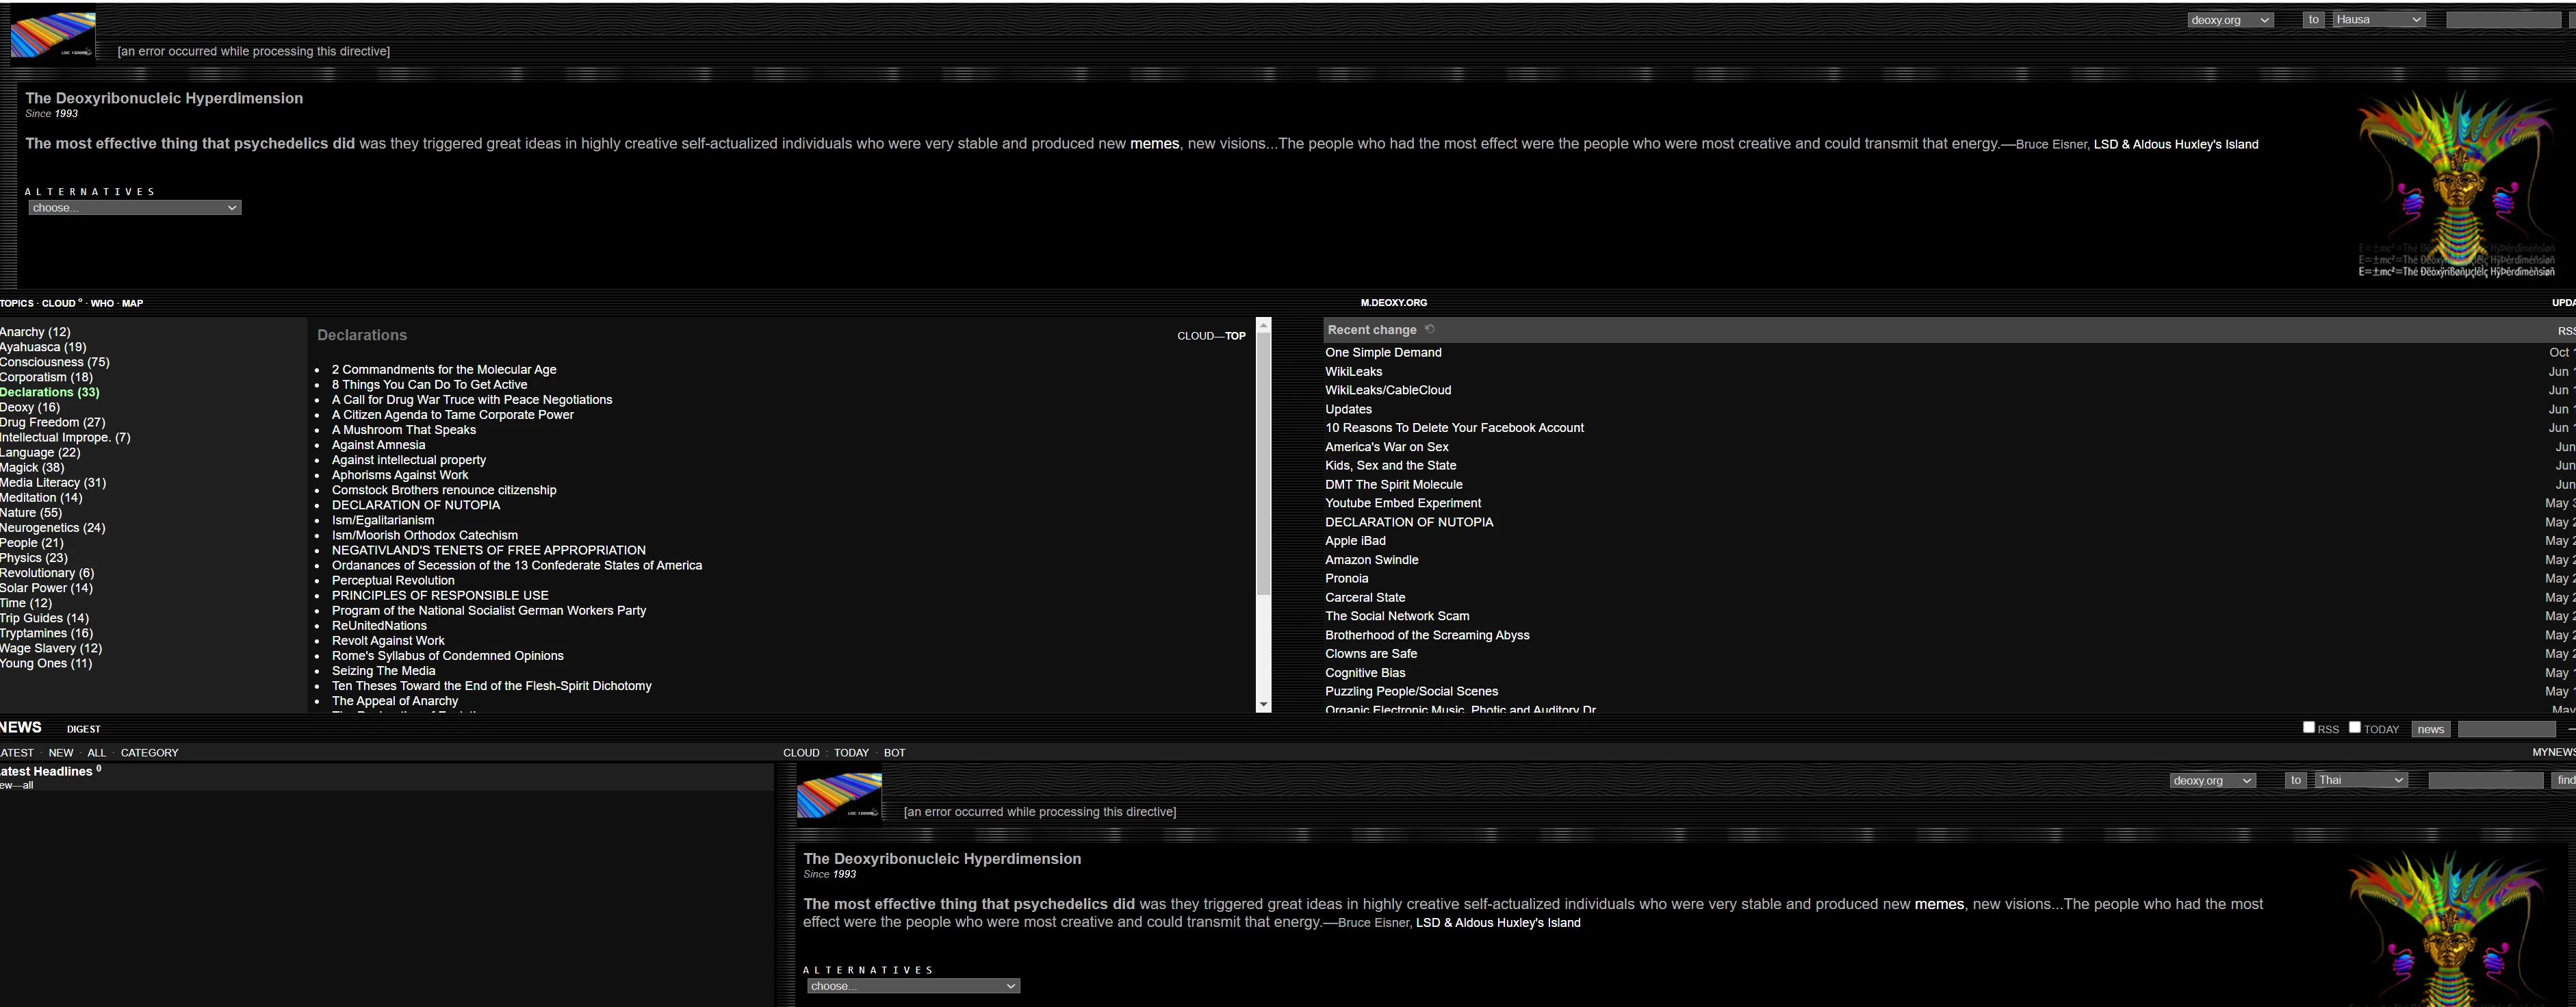 deoxy.org to Hausa
[an error occurred while processing this directive]
The Deoxyribonucleic Hyperdimension
Since 1993
The most effective thing that psychedelics did was they triggered great ideas in highly creative self-actualized individuals who were very stable and produced new memes, new visions...The people who had the most effect were the people who were most creative and could transmit that energy.—Bruce Eisner, LSD & Aldous Huxley's Island
ALTERNATIVES
choose...
TOPICS · CLOUD ° · WHO · MAP
M.DEOXY.ORG
UPDA
Anarchy (12)
Ayahuasca (19)
Consciousness (75)
Corporatism (18)
Declarations (33)
Deoxy (16)
Drug Freedom (27)
Intellectual Imprope. (7)
Language (22)
Magick (38)
Media Literacy (31)
Meditation (14)
Nature (55)
Neurogenetics (24)
People (21)
Physics (23)
Revolutionary (6)
Solar Power (14)
Time (12)
Trip Guides (14)
Tryptamines (16)
Wage Slavery (12)
Young Ones (11)
Declarations
CLOUD—TOP
2 Commandments for the Molecular Age
8 Things You Can Do To Get Active
A Call for Drug War Truce with Peace Negotiations
A Citizen Agenda to Tame Corporate Power
A Mushroom That Speaks
Against Amnesia
Against intellectual property
Aphorisms Against Work
Comstock Brothers renounce citizenship
DECLARATION OF NUTOPIA
Ism/Egalitarianism
Ism/Moorish Orthodox Catechism
NEGATIVLAND'S TENETS OF FREE APPROPRIATION
Ordanances of Secession of the 13 Confederate States of America
Perceptual Revolution
PRINCIPLES OF RESPONSIBLE USE
Program of the National Socialist German Workers Party
ReUnitedNations
Revolt Against Work
Rome's Syllabus of Condemned Opinions
Seizing The Media
Ten Theses Toward the End of the Flesh-Spirit Dichotomy
The Appeal of Anarchy
Recent change RSS
One Simple Demand Oct
WikiLeaks Jun
WikiLeaks/CableCloud Jun
Updates Jun
10 Reasons To Delete Your Facebook Account Jun
America's War on Sex Jun
Kids, Sex and the State Jun
DMT The Spirit Molecule Jun
Youtube Embed Experiment May
DECLARATION OF NUTOPIA May
Apple iBad May
Amazon Swindle May
Pronoia May
Carceral State May
The Social Network Scam May
Brotherhood of the Screaming Abyss May
Clowns are Safe May
Cognitive Bias May
Puzzling People/Social Scenes May
Organic Electronic Music, Photic and Auditory Dr May
NEWS DIGEST
RSS TODAY news
ATEST · NEW · ALL · CATEGORY
CLOUD : TODAY · BOT
MYNEWS
atest Headlines 0
ew—all
deoxy.org to Thai find
[an error occurred while processing this directive]
The Deoxyribonucleic Hyperdimension
Since 1993
The most effective thing that psychedelics did was they triggered great ideas in highly creative self-actualized individuals who were very stable and produced new memes, new visions...The people who had the most
effect were the people who were most creative and could transmit that energy.—Bruce Eisner, LSD & Aldous Huxley's Island
ALTERNATIVES
choose...